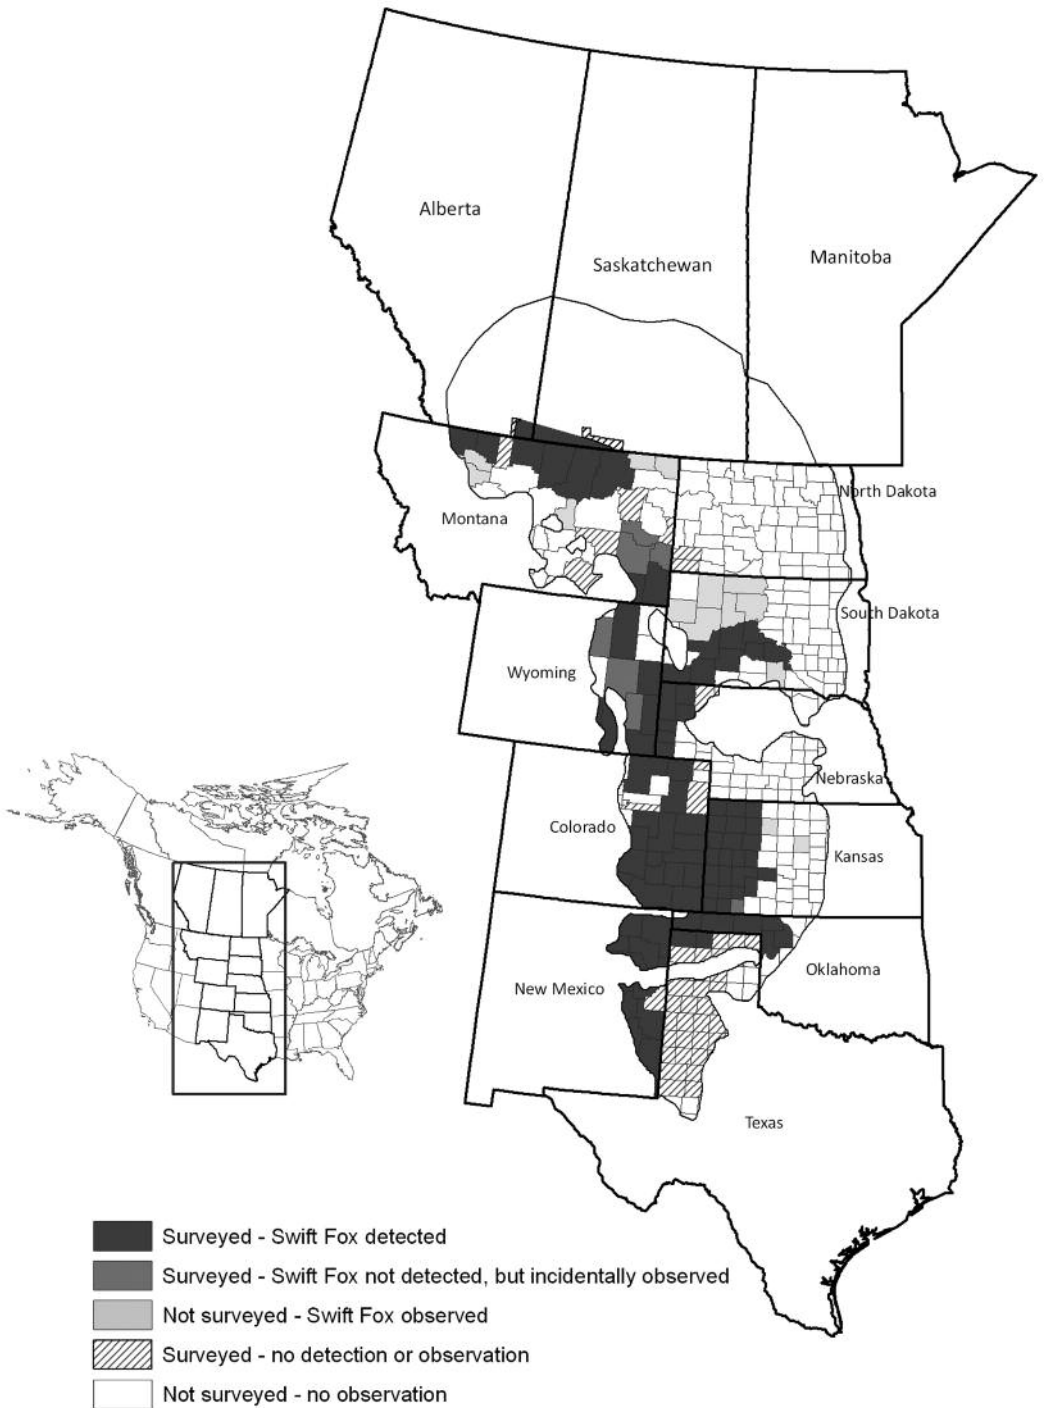 Alberta
Saskatchewan
Manitoba
North Dakota
Montana
South Dakota
Wyoming
Nebraska
Colorado
Kansas
Oklahoma
New Mexico
Texas
Surveyed - Swift Fox detected
Surveyed - Swift Fox not detected, but incidentally observed
Not surveyed - Swift Fox observed
Surveyed - no detection or observation
Not surveyed - no observation